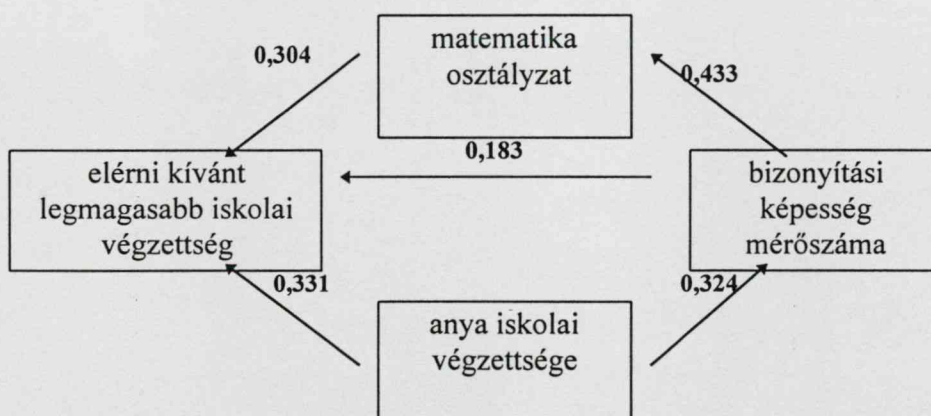 matematika
osztályzat
0,304
0,433
0,183
elérni kívánt
legmagasabb iskolai
végzettség
bizonyítási
képesség
mérőszáma
0,331
0,324
anya iskolai
végzettsége